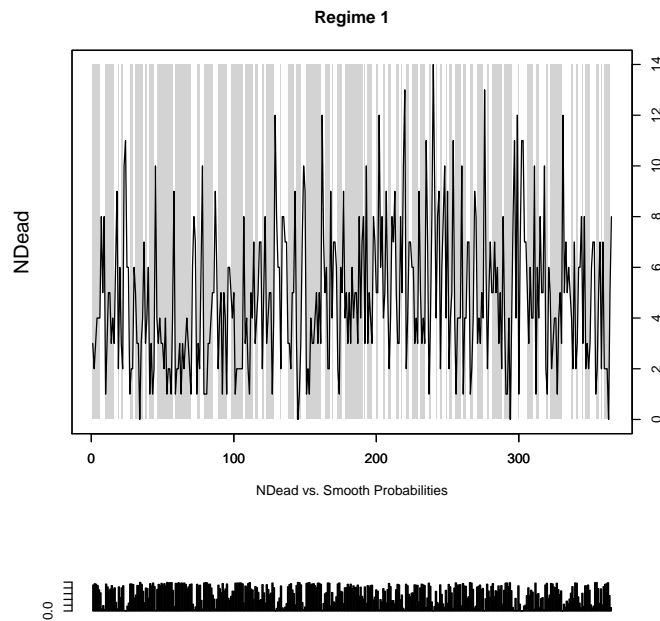 Regime 1
NDead
0 2 4 6 8 10 12 14
0 100 200 300
NDead vs. Smooth Probabilities
0.0